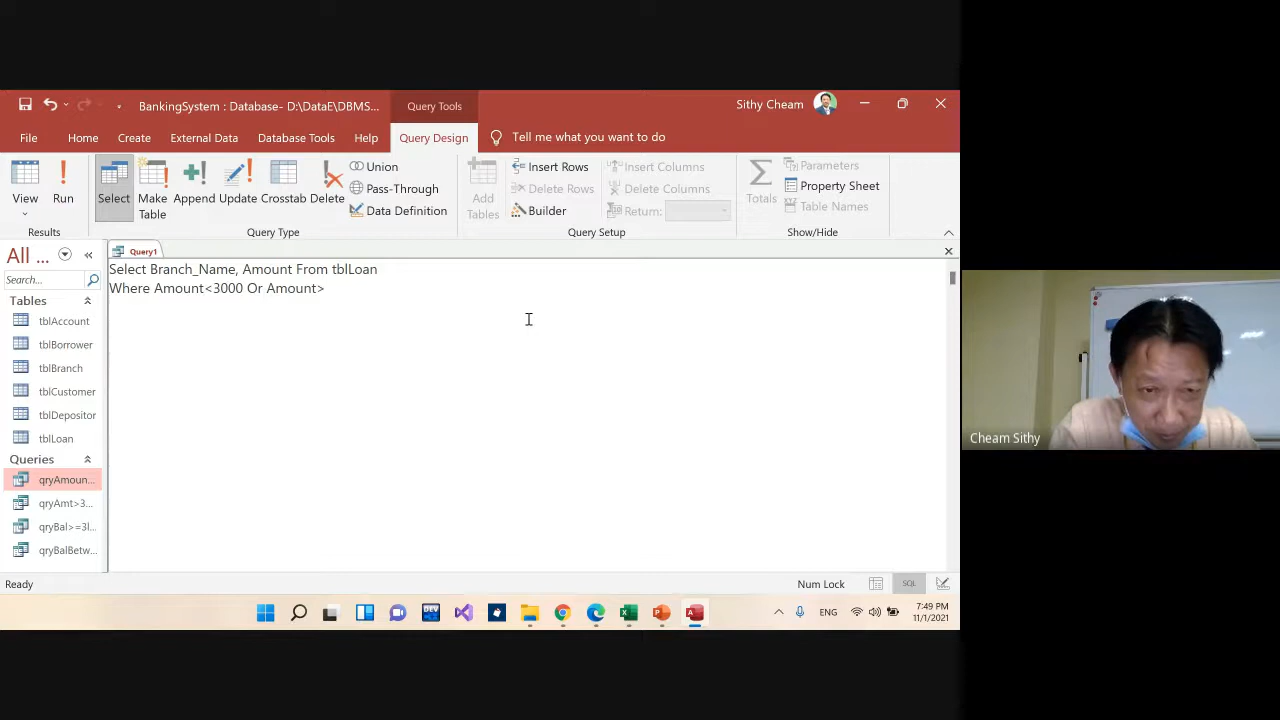 BankingSystem : Database- D:\DataE\DBMS...
Query Tools
Sithy Cheam
File
Home
Create
External Data
Database Tools
Help
Query Design
Tell me what you want to do
View
Run
Select
Make Table
Append
Update
Crosstab
Delete
Union
Pass-Through
Data Definition
Add Tables
Insert Rows
Delete Rows
Builder
Insert Columns
Delete Columns
Return:
Totals
Parameters
Property Sheet
Table Names
Results
Query Type
Query Setup
Show/Hide
All ...
Query1
Search...
Select Branch_Name, Amount From tblLoan
Where Amount<3000 Or Amount>
Tables
tblAccount
tblBorrower
tblBranch
tblCustomer
tblDepositor
tblLoan
Queries
qryAmoun...
qryAmt>3...
qryBal>=3l...
qryBalBetw...
Cheam Sithy
Ready
Num Lock
SQL
DEV
ENG
7:49 PM
11/1/2021